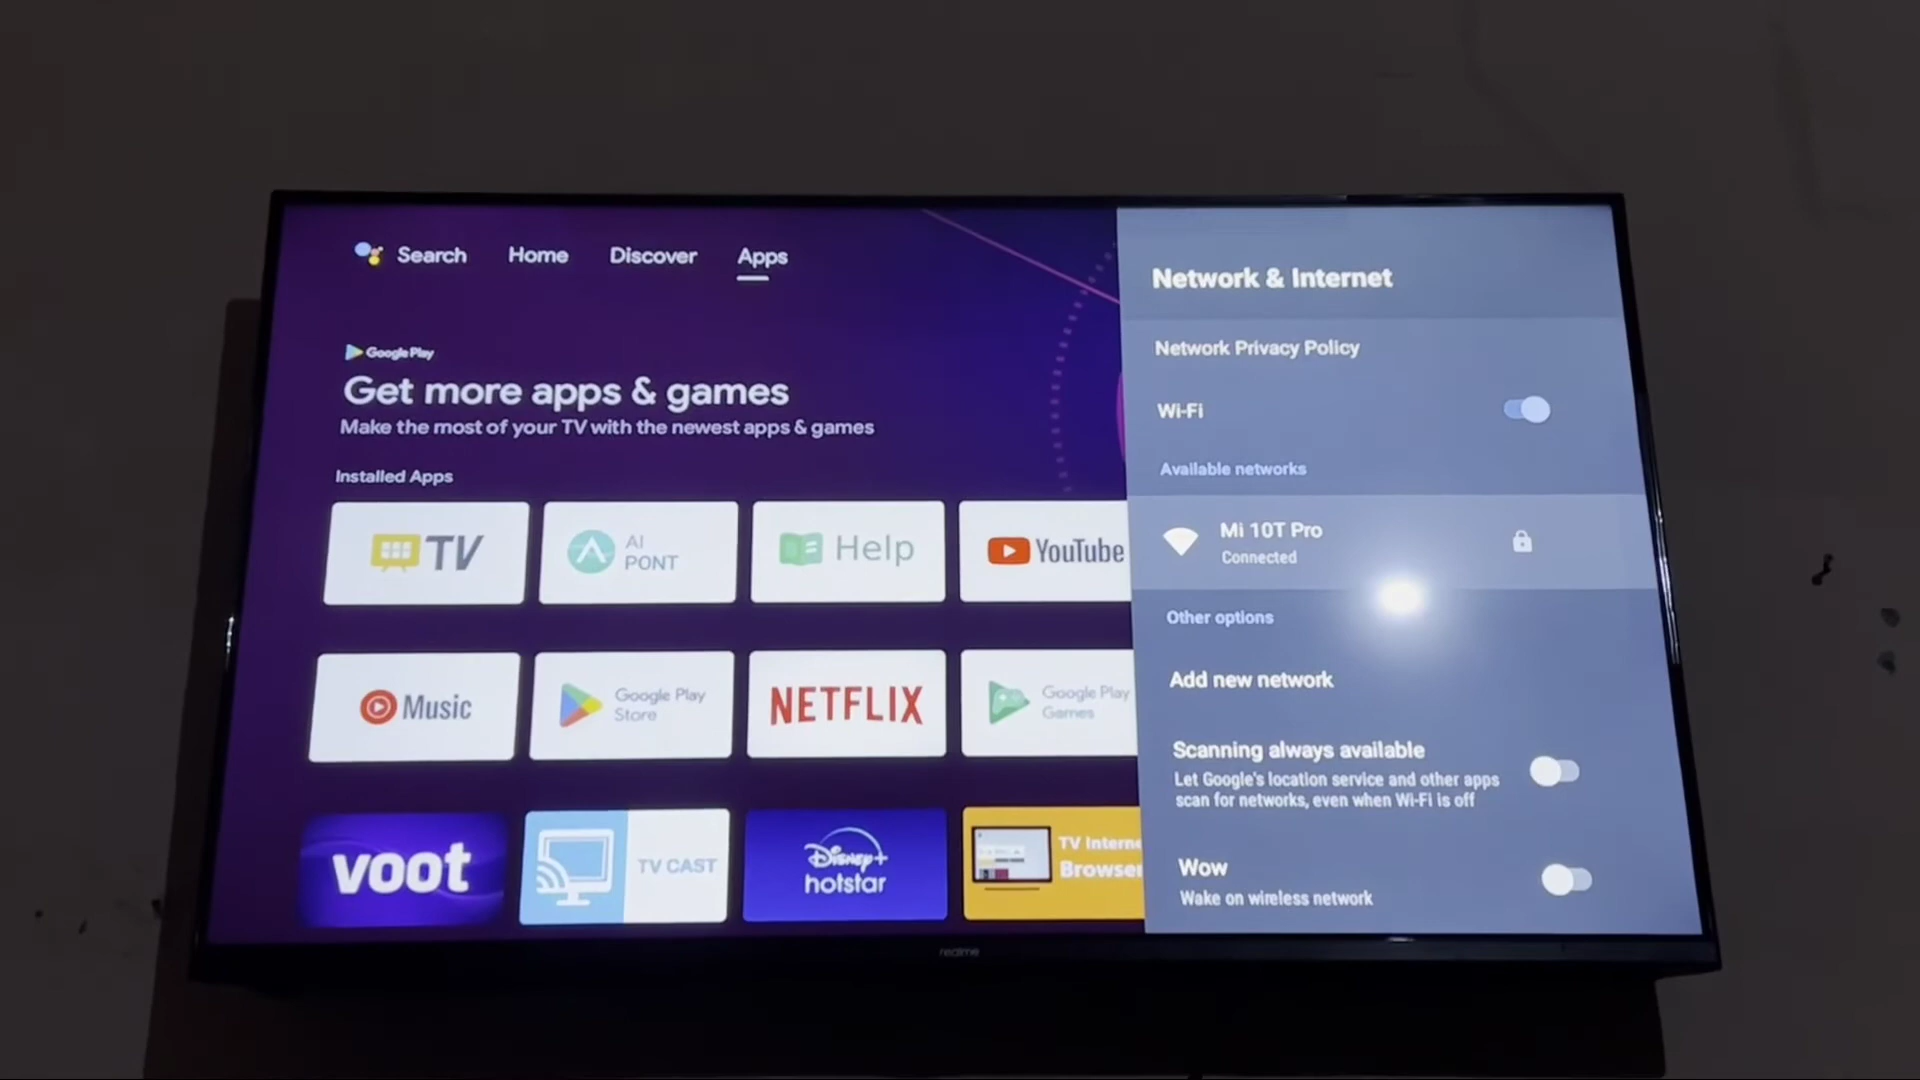 Search Home Discover Apps
Google Play
Get more apps & games
Make the most of your TV with the newest apps & games
Installed Apps
TV
AI
PONT
Help
YouTube
Music
Google Play
Store
NETFLIX
Google Play
Games
voot
TV CAST
Disney+
hotstar
TV Interne
Browser
Network & Internet
Network Privacy Policy
Wi-Fi
Available networks
Mi 10T Pro
Connected
Other options
Add new network
Scanning always available
Let Google's location service and other apps
scan for networks, even when Wi-Fi is off
Wow
Wake on wireless network
realme